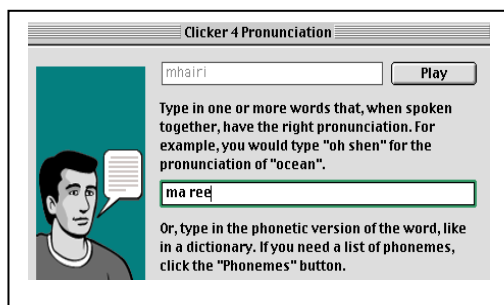 Clicker 4 Pronunciation
mhairi
Play
Type in one or more words that, when spoken
together, have the right pronunciation. For
example, you would type "oh shen" for the
pronunciation of "ocean".
ma ree
Or, type in the phonetic version of the word, like
in a dictionary. If you need a list of phonemes,
click the "Phonemes" button.